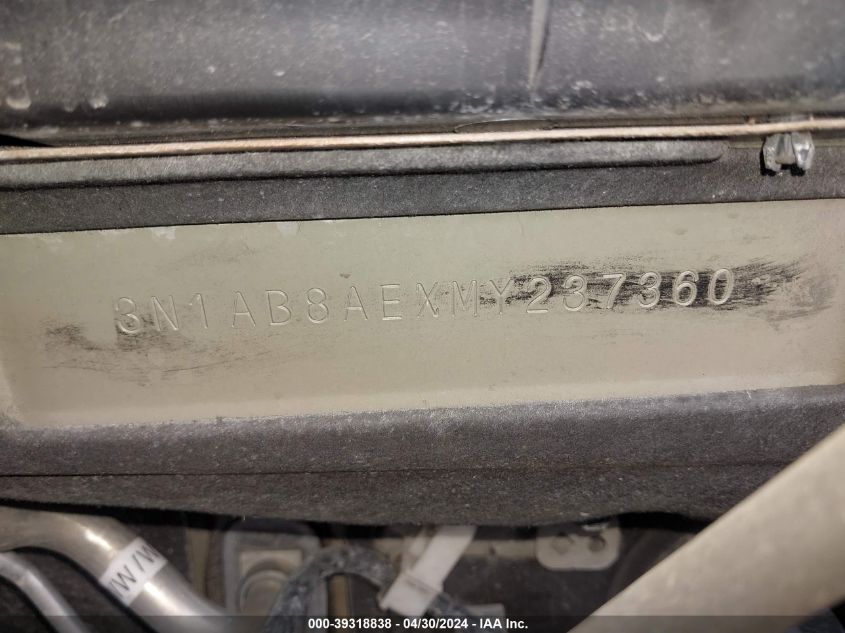 3N1AB8AEXMY237360
W/W/
000-39318838 - 04/30/2024 - IAA, Inc.